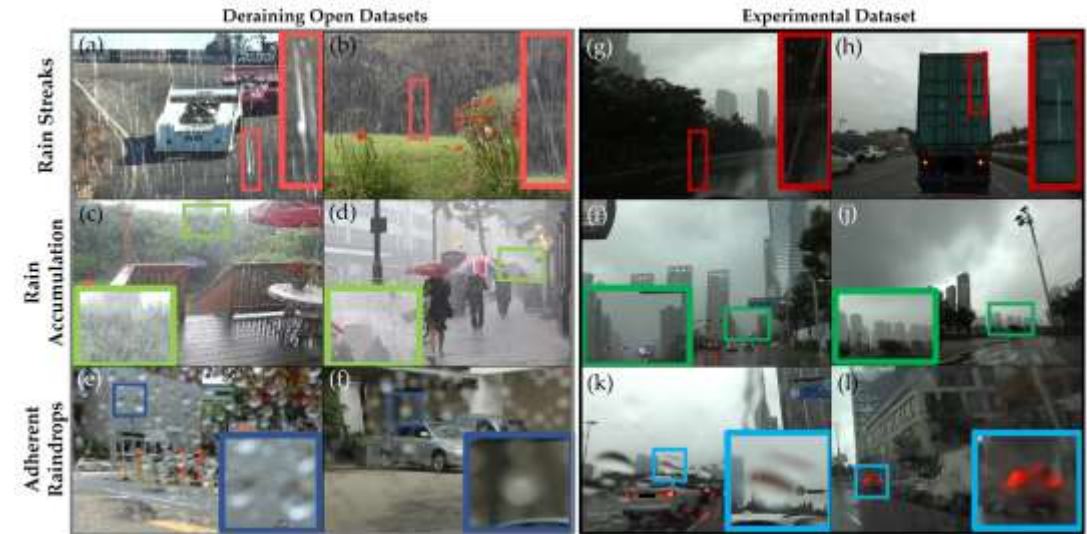 Deraining Open Datasets
Experimental Dataset
Rain Streaks
(a)
(b)
(g)
(h)
Rain
Accumulation
(c)
(d)
(i)
(j)
Adherent
Raindrops
(e)
(f)
(k)
(l)